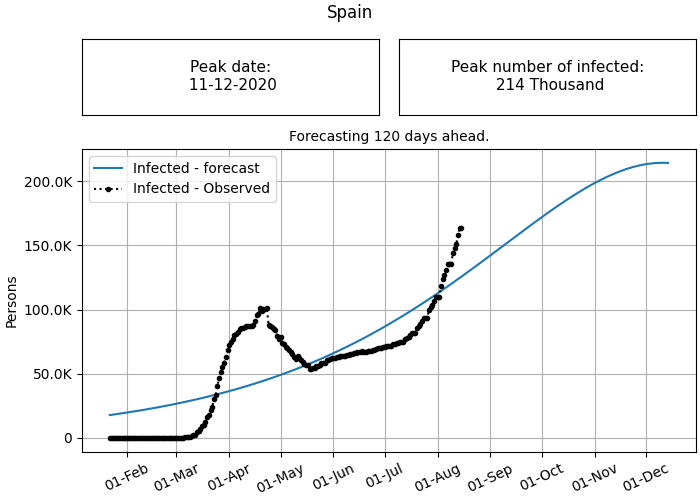 Spain
Peak date:
11-12-2020
Peak number of infected:
214 Thousand
Forecasting 120 days ahead.
Infected - forecast
Infected - Observed
200.0K
150.0K
100.0K
50.0K
0
Persons
01-Feb
01-Mar
01-Apr
01-May
01-Jun
01-Jul
01-Aug
01-Sep
01-Oct
01-Nov
01-Dec